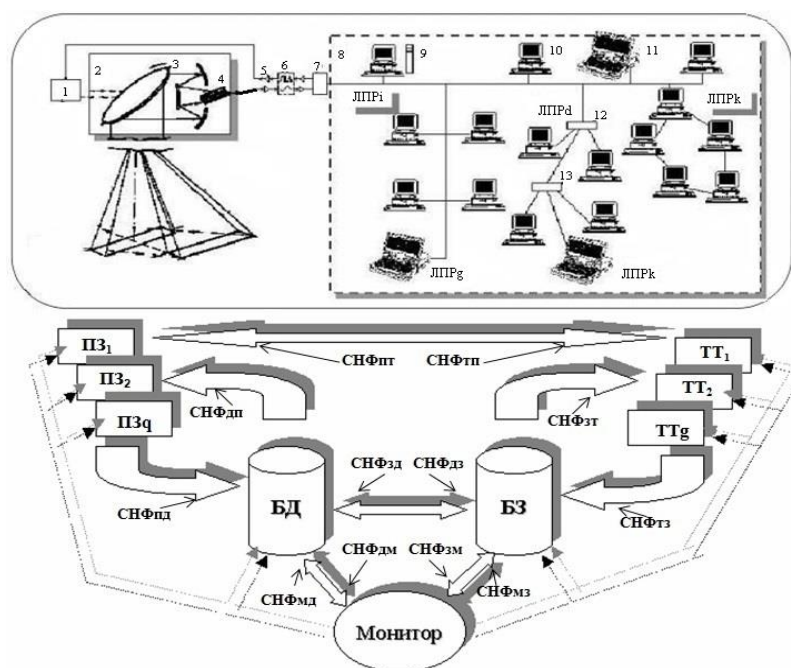 1
2
3
4
5
6
7
8
9
10
11
ЛПРi
ЛПРd
12
ЛПРk
13
ЛПРg
ЛПРk
ПЗ₁
ПЗ₂
ПЗq
СНФпт
СНФтп
ТТ₁
ТТ₂
ТТg
СНФдп
СНФзт
СНФзд
СНФдз
БД
БЗ
СНФпд
СНФтз
СНФдм
СНФзм
СНФмд
СНФмз
Монитор